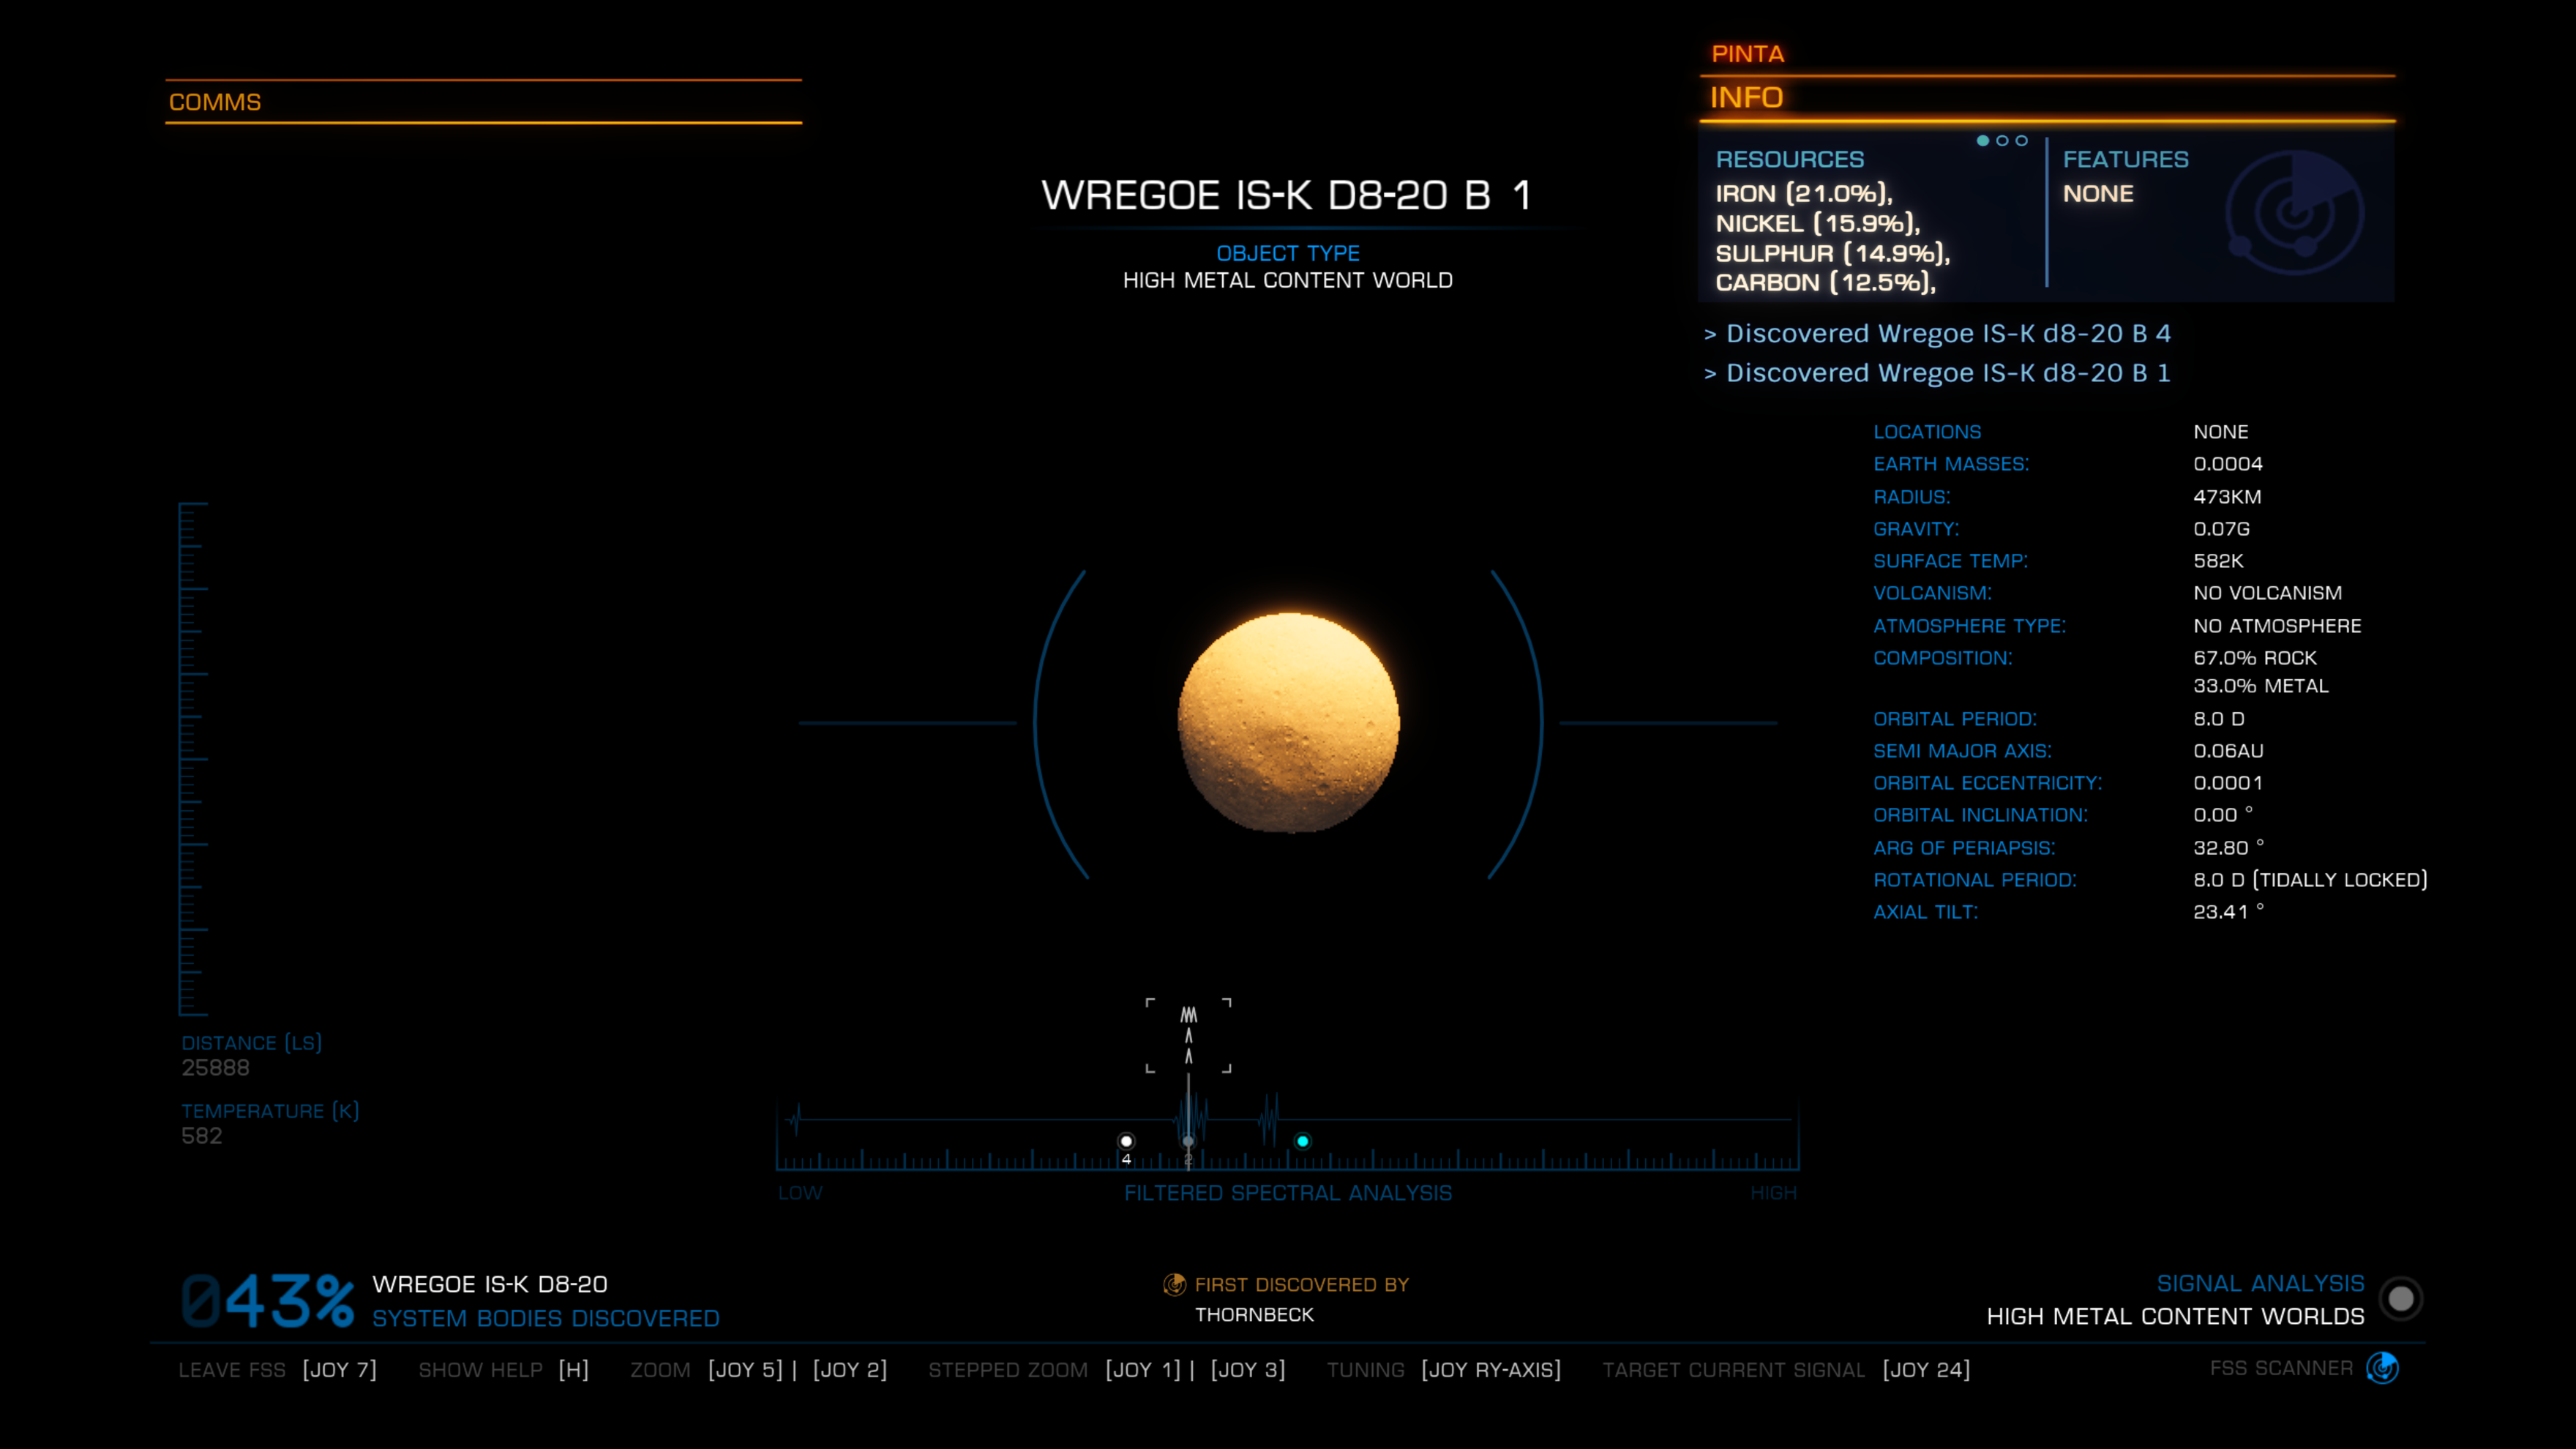 PINTA
COMMS
INFO
RESOURCES
IRON (21.0%),
NICKEL (15.9%),
SULPHUR (14.9%),
CARBON (12.5%),
FEATURES
NONE
WREGOE IS-K D8-20 B 1
OBJECT TYPE
HIGH METAL CONTENT WORLD
> Discovered Wregoe IS-K d8-20 B 4
> Discovered Wregoe IS-K d8-20 B 1
LOCATIONS NONE
EARTH MASSES: 0.0004
RADIUS: 473KM
GRAVITY: 0.07G
SURFACE TEMP: 582K
VOLCANISM: NO VOLCANISM
ATMOSPHERE TYPE: NO ATMOSPHERE
COMPOSITION: 67.0% ROCK
33.0% METAL
ORBITAL PERIOD: 8.0 D
SEMI MAJOR AXIS: 0.06AU
ORBITAL ECCENTRICITY: 0.0001
ORBITAL INCLINATION: 0.00 °
ARG OF PERIAPSIS: 32.80 °
ROTATIONAL PERIOD: 8.0 D (TIDALLY LOCKED)
AXIAL TILT: 23.41 °
DISTANCE (LS)
25888
TEMPERATURE (K)
582
4
LOW FILTERED SPECTRAL ANALYSIS HIGH
043% WREGOE IS-K D8-20
SYSTEM BODIES DISCOVERED
FIRST DISCOVERED BY
THORNBECK
SIGNAL ANALYSIS
HIGH METAL CONTENT WORLDS
LEAVE FSS [JOY 7] SHOW HELP [H] ZOOM [JOY 5] | [JOY 2] STEPPED ZOOM [JOY 1] | [JOY 3] TUNING [JOY RY-AXIS] TARGET CURRENT SIGNAL [JOY 24] FSS SCANNER